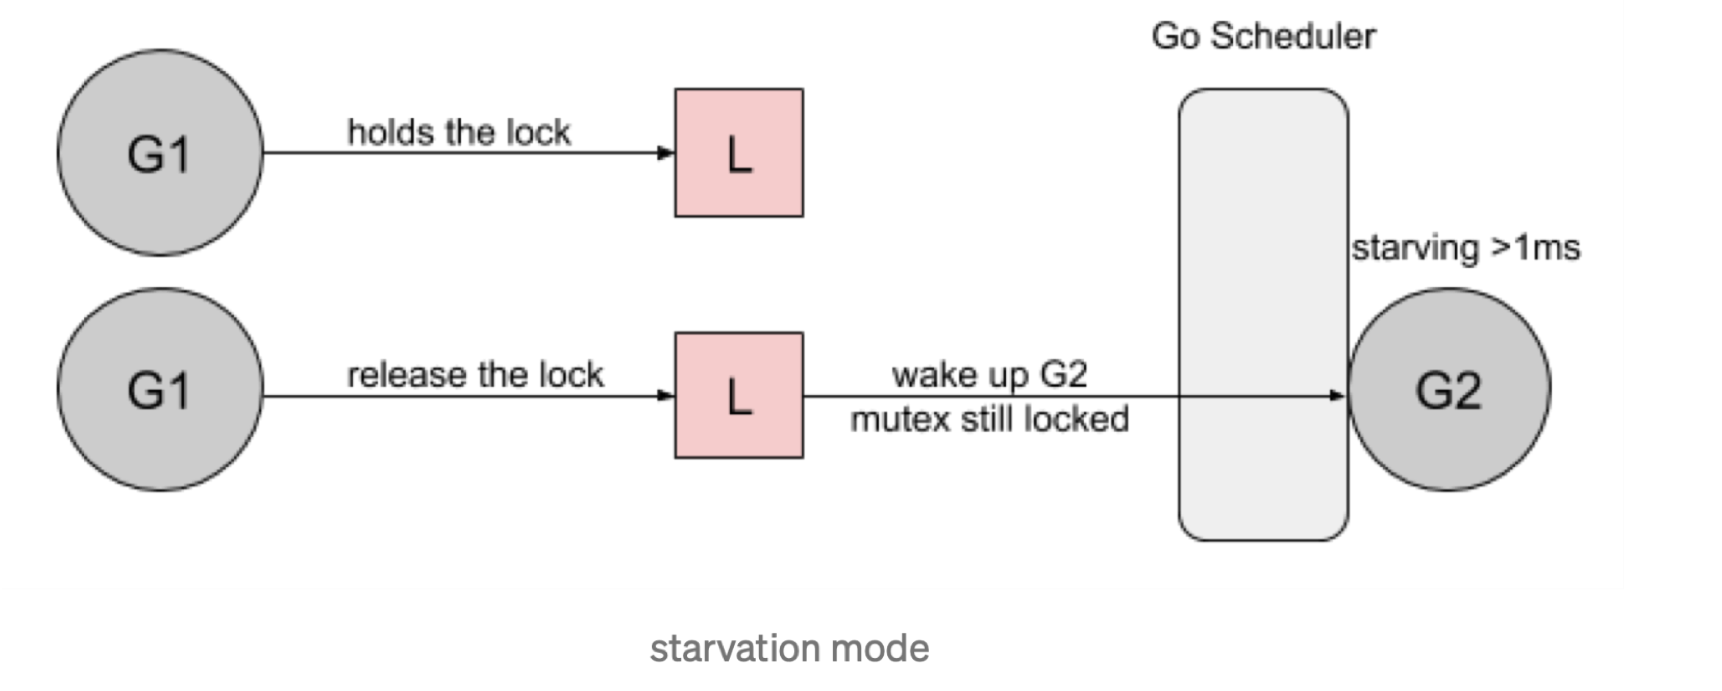 Go Scheduler
G1
holds the lock
L
starving >1ms
G1
release the lock
L
wake up G2
mutex still locked
G2
starvation mode